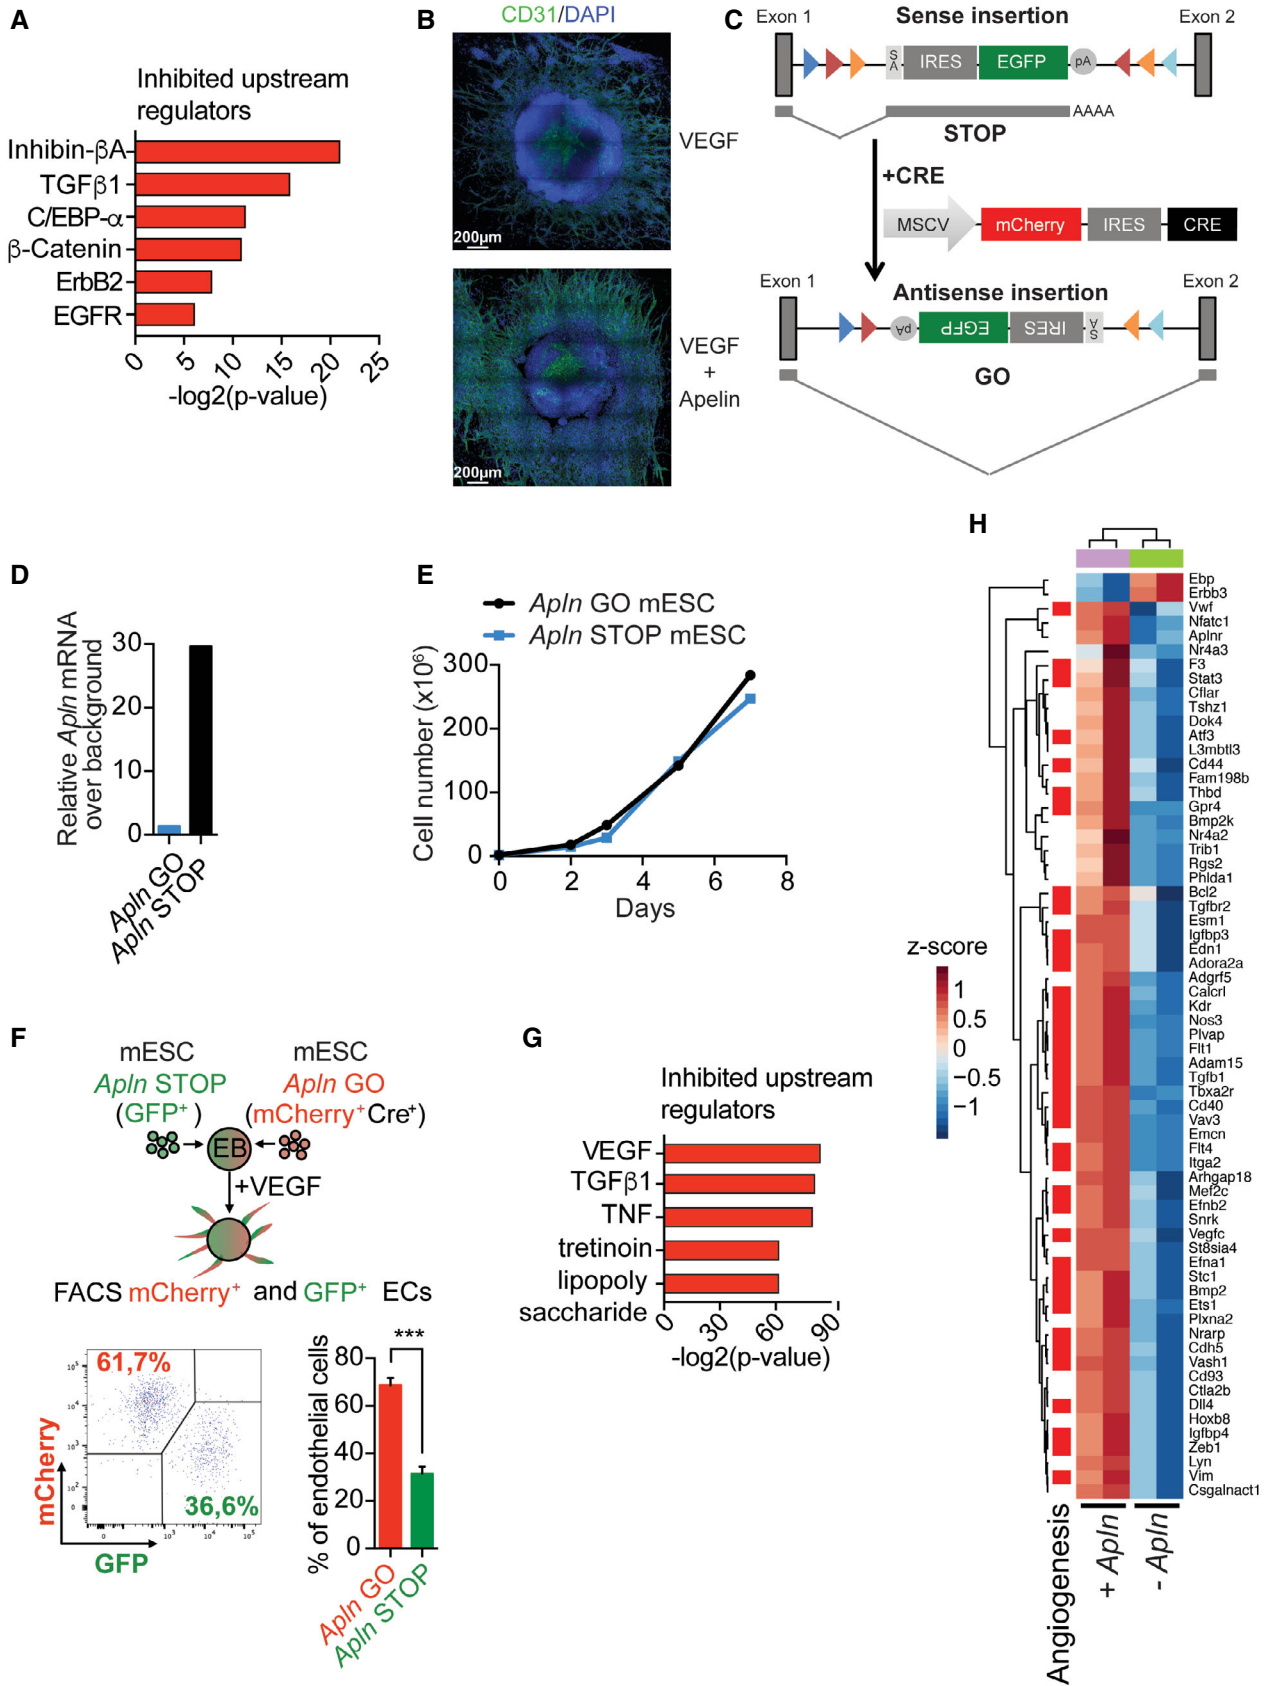 A
Inhibited upstream
regulators
Inhibin-βA
TGFβ1
C/EBP-α
β-Catenin
ErbB2
EGFR
0 5 10 15 20 25
-log2(p-value)
B
CD31/DAPI
200µm
VEGF
200µm
VEGF
+
Apelin
C
Exon 1
Sense insertion
Exon 2
SA
IRES
EGFP
pA
AAAA
STOP
+CRE
MSCV
mCherry
IRES
CRE
Exon 1
Antisense insertion
Exon 2
pA
EGFP
IRES
SA
GO
D
Relative Apln mRNA
over background
30
20
10
0
Apln GO
Apln STOP
E
Apln GO mESC
Apln STOP mESC
Cell number (x10⁶)
300
200
100
0
0 2 4 6 8
Days
F
mESC
Apln STOP
(GFP⁺ )
mESC
Apln GO
(mCherry⁺ Cre⁺)
EB
+VEGF
FACS mCherry⁺ and GFP⁺ ECs
61,7%
36,6%
10⁵
10⁴
10³
10²
0
0 10³ 10⁴ 10⁵
mCherry
GFP
% of endothelial cells
80
60
40
20
0
***
Apln GO
Apln STOP
G
Inhibited upstream
regulators
VEGF
TGFβ1
TNF
tretinoin
lipopoly
saccharide
0 30 60 90
-log2(p-value)
H
z-score
1
0.5
0
−0.5
−1
Ebp
Erbb3
Vwf
Nfatc1
Aplnr
Nr4a3
F3
Stat3
Cflar
Tshz1
Dok4
Atf3
L3mbtl3
Cd44
Fam198b
Thbd
Gpr4
Bmp2k
Nr4a2
Trib1
Rgs2
Phlda1
Bcl2
Tgfbr2
Esm1
Igfbp3
Edn1
Adora2a
Adgrf5
Calcrl
Kdr
Nos3
Plvap
Flt1
Adam15
Tgfb1
Tbxa2r
Cd40
Vav3
Emcn
Flt4
Itga2
Arhgap18
Mef2c
Efnb2
Snrk
Vegfc
St8sia4
Efna1
Stc1
Bmp2
Ets1
Plxna2
Nrarp
Cdh5
Vash1
Cd93
Ctla2b
Dll4
Hoxb8
Igfbp4
Zeb1
Lyn
Vim
Csgalnact1
Angiogenesis
+ Apln
- Apln